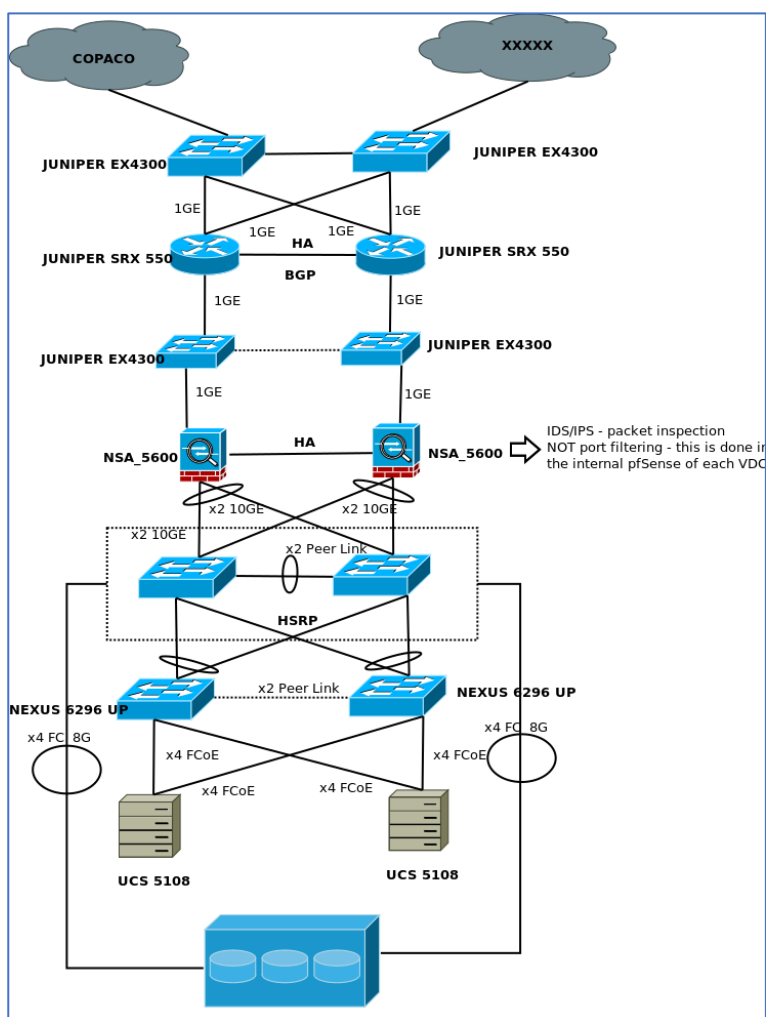 COPACO
XXXXX
JUNIPER EX4300
JUNIPER EX4300
1GE
1GE
1GE
1GE
JUNIPER SRX 550
HA
JUNIPER SRX 550
BGP
1GE
1GE
JUNIPER EX4300
JUNIPER EX4300
1GE
1GE
NSA_5600
HA
NSA_5600
IDS/IPS - packet inspection
NOT port filtering - this is done in
the internal pfSense of each VDC
x2 10GE
x2 10GE
x2 10GE
x2 Peer Link
HSRP
x2 Peer Link
NEXUS 6296 UP
NEXUS 6296 UP
x4 FC 8G
x4 FC 8G
x4 FCoE
x4 FCoE
x4 FCoE
x4 FCoE
UCS 5108
UCS 5108